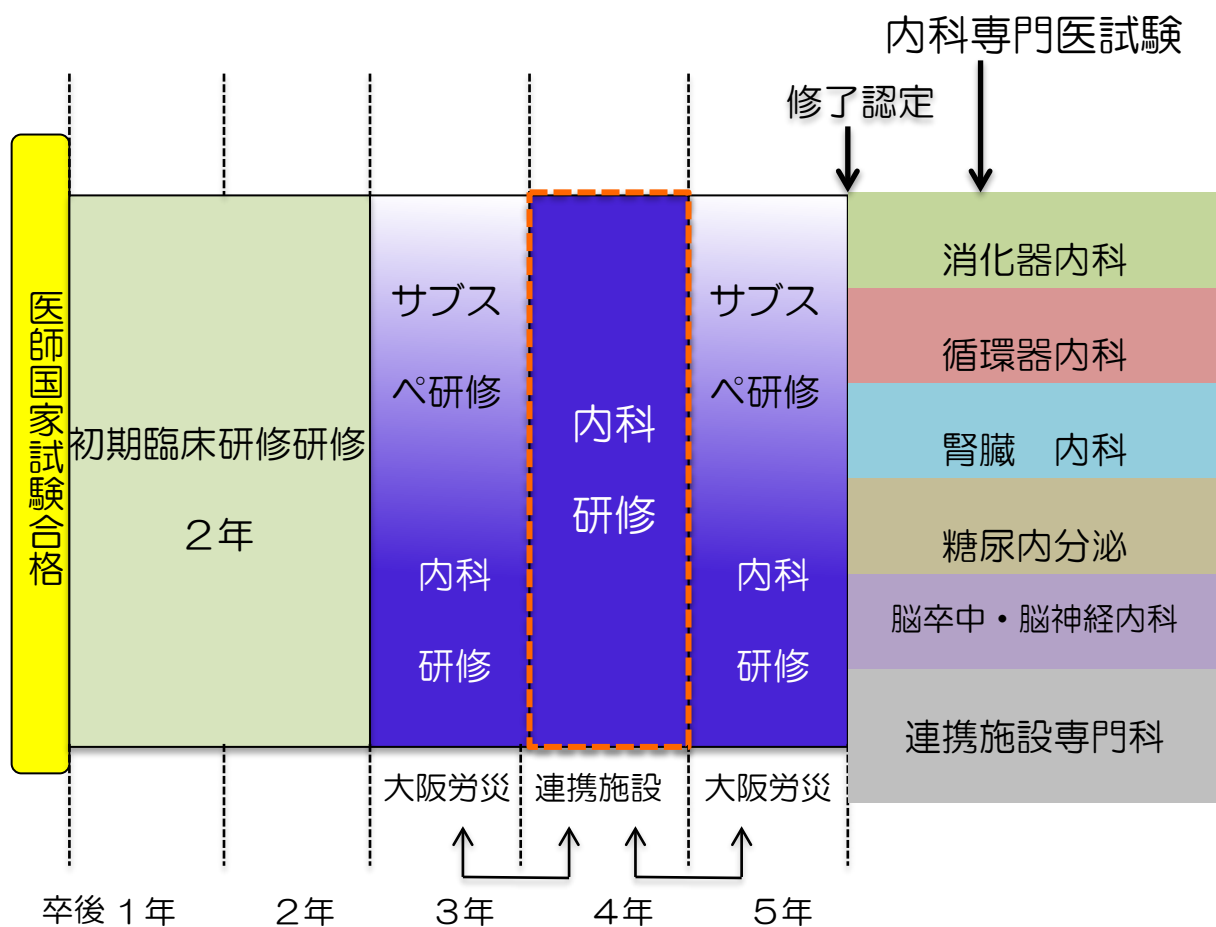 内科専門医試験
修了認定
医師国家試験合格
初期臨床研修研修
２年
サブス
ペ研修
内科
研修
内科
研修
サブス
ペ研修
内科
研修
消化器内科
循環器内科
腎臓　内科
糖尿内分泌
脳卒中・脳神経内科
連携施設専門科
大阪労災
連携施設
大阪労災
卒後１年
２年
３年
４年
５年